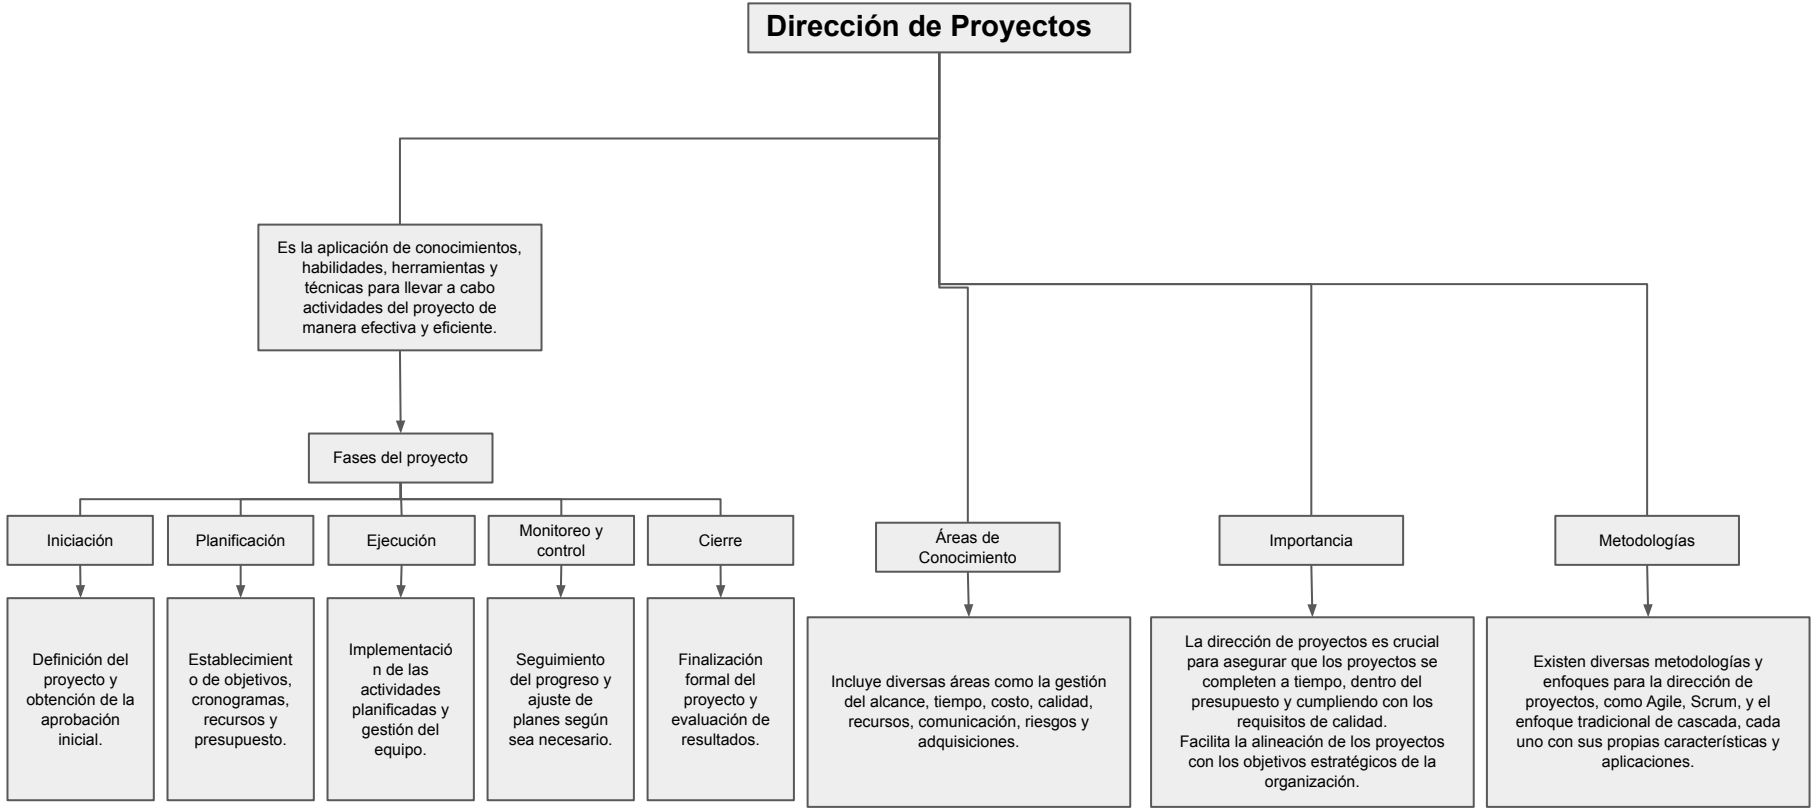 Dirección de Proyectos
Es la aplicación de conocimientos,
habilidades, herramientas y
técnicas para llevar a cabo
actividades del proyecto de
manera efectiva y eficiente.
Fases del proyecto
Iniciación
Planificación
Ejecución
Monitoreo y
control
Cierre
Áreas de
Conocimiento
Importancia
Metodologías
Definición del
proyecto y
obtención de la
aprobación
inicial.
Establecimient
o de objetivos,
cronogramas,
recursos y
presupuesto.
Implementació
n de las
actividades
planificadas y
gestión del
equipo.
Seguimiento
del progreso y
ajuste de
planes según
sea necesario.
Finalización
formal del
proyecto y
evaluación de
resultados.
Incluye diversas áreas como la gestión
del alcance, tiempo, costo, calidad,
recursos, comunicación, riesgos y
adquisiciones.
La dirección de proyectos es crucial
para asegurar que los proyectos se
completen a tiempo, dentro del
presupuesto y cumpliendo con los
requisitos de calidad.
Facilita la alineación de los proyectos
con los objetivos estratégicos de la
organización.
Existen diversas metodologías y
enfoques para la dirección de
proyectos, como Agile, Scrum, y el
enfoque tradicional de cascada, cada
uno con sus propias características y
aplicaciones.